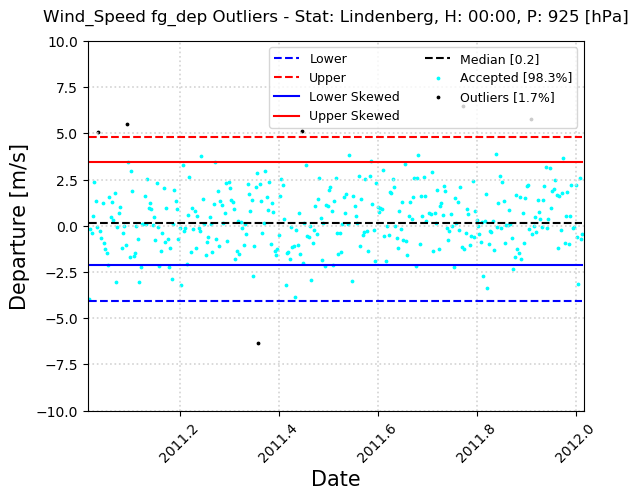 Wind_Speed fg_dep Outliers - Stat: Lindenberg, H: 00:00, P: 925 [hPa]
10.0
7.5
5.0
2.5
0.0
−2.5
−5.0
−7.5
−10.0
Departure [m/s]
Lower
Upper
Lower Skewed
Upper Skewed
Median [0.2]
Accepted [98.3%]
Outliers [1.7%]
2011.2
2011.4
2011.6
2011.8
2012.0
Date